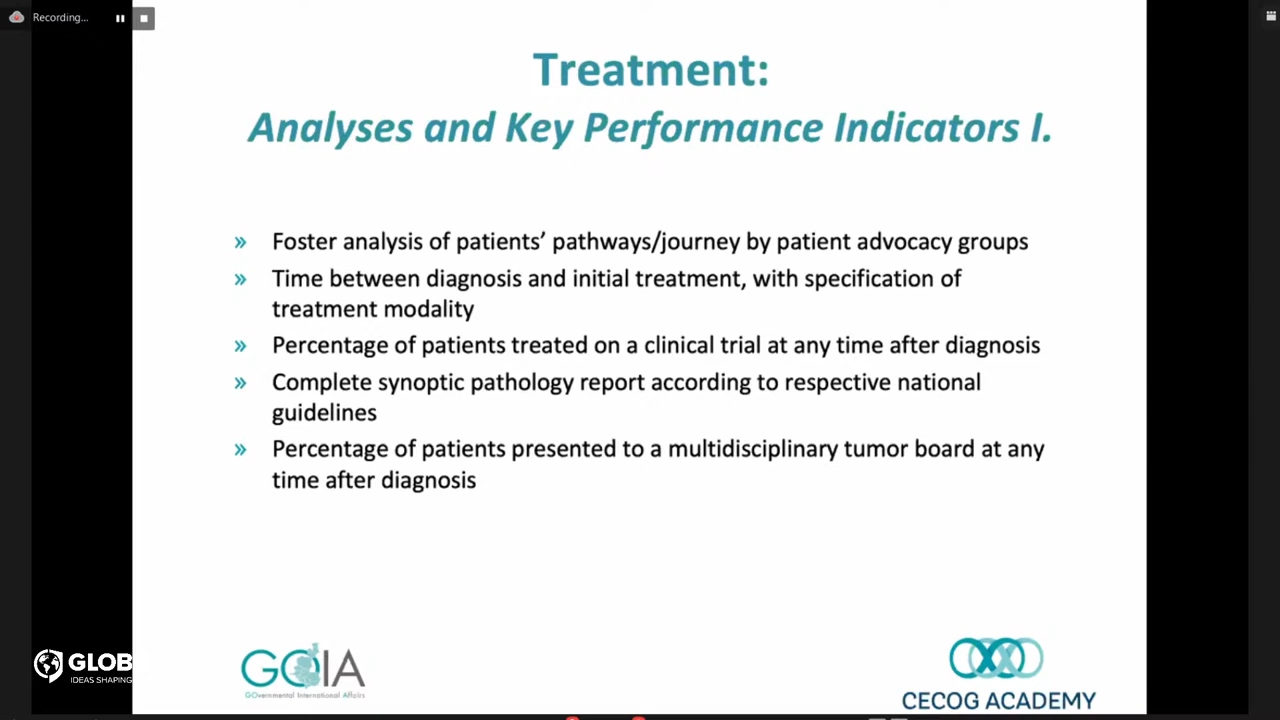 Recording...
Treatment:
Analyses and Key Performance Indicators I.
» Foster analysis of patients’ pathways/journey by patient advocacy groups
» Time between diagnosis and initial treatment, with specification of
treatment modality
» Percentage of patients treated on a clinical trial at any time after diagnosis
» Complete synoptic pathology report according to respective national
guidelines
» Percentage of patients presented to a multidisciplinary tumor board at any
time after diagnosis
GLOB
IDEAS SHAPING
GOIA
GOvernmental International Affairs
CECOG ACADEMY